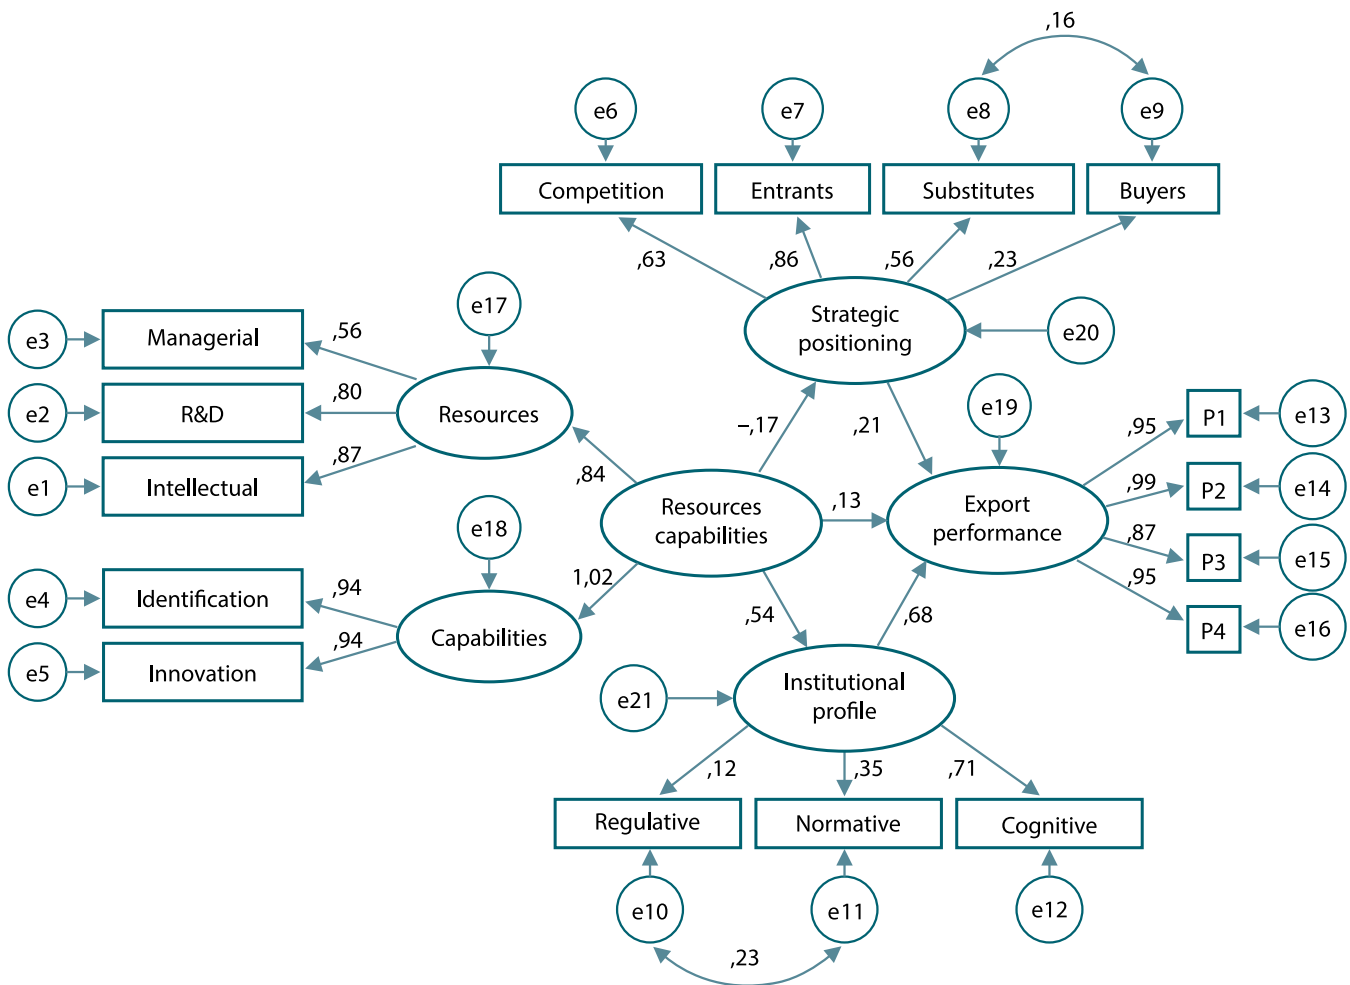 ,16
e6
e7
e8
e9
Competition
Entrants
Substitutes
Buyers
,63
,86
,56
,23
e17
Strategic
positioning
e20
e3
Managerial
,56
e2
R&D
,80
Resources
e1
Intellectual
,87
,84
–,17
,21
e19
,95
P1
e13
,99
P2
e14
,87
P3
e15
,95
P4
e16
Resources
capabilities
,13
Export
performance
e18
1,02
e4
Identification
,94
Capabilities
e5
Innovation
,94
,54
,68
e21
Institutional
profile
,12
,35
,71
Regulative
Normative
Cognitive
e10
e11
e12
,23